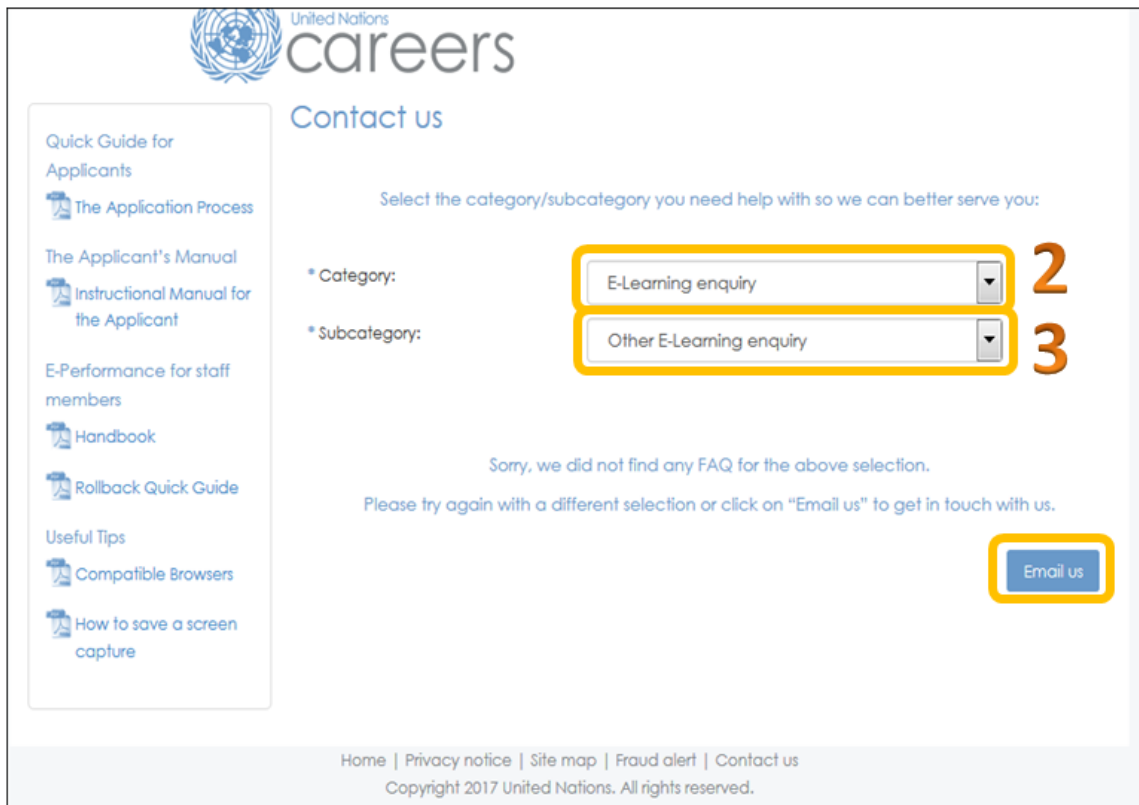 United Nations
careers
Quick Guide for
Applicants
The Application Process
The Applicant's Manual
Instructional Manual for
the Applicant
E-Performance for staff
members
Handbook
Rollback Quick Guide
Useful Tips
Compatible Browsers
How to save a screen
capture
Contact us
Select the category/subcategory you need help with so we can better serve you:
* Category:
E-Learning enquiry
2
* Subcategory:
Other E-Learning enquiry
3
Sorry, we did not find any FAQ for the above selection.
Please try again with a different selection or click on "Email us" to get in touch with us.
Email us
Home | Privacy notice | Site map | Fraud alert | Contact us
Copyright 2017 United Nations. All rights reserved.